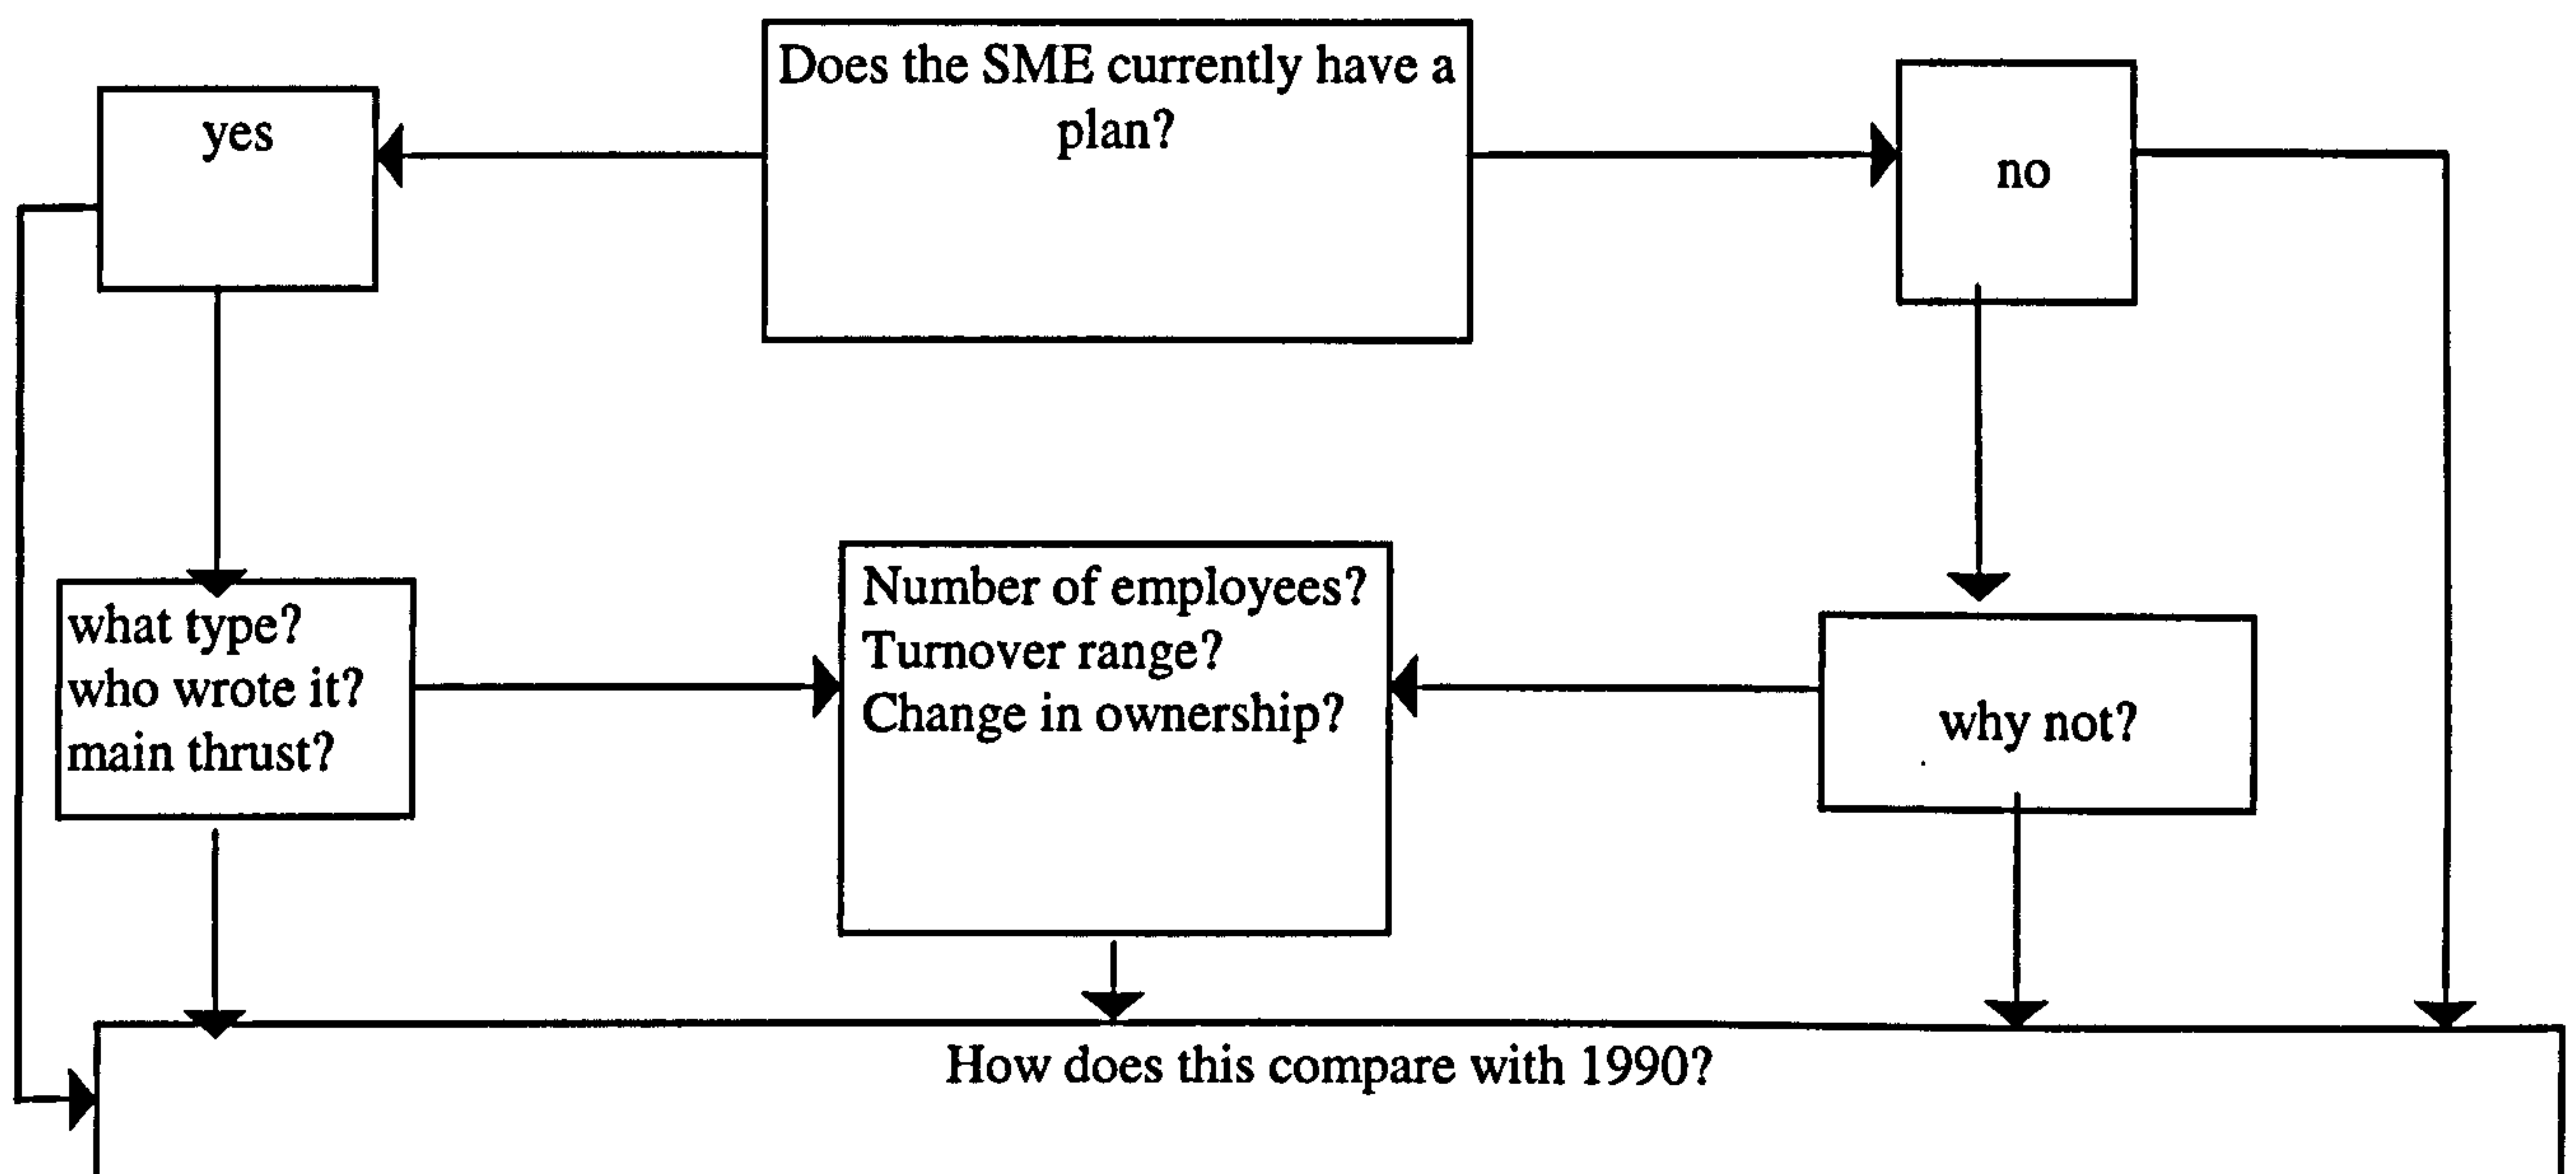 Does the SME currently have a
plan?
yes
no
what type?
who wrote it?
main thrust?
Number of employees?
Turnover range?
Change in ownership?
why not?
How does this compare with 1990?